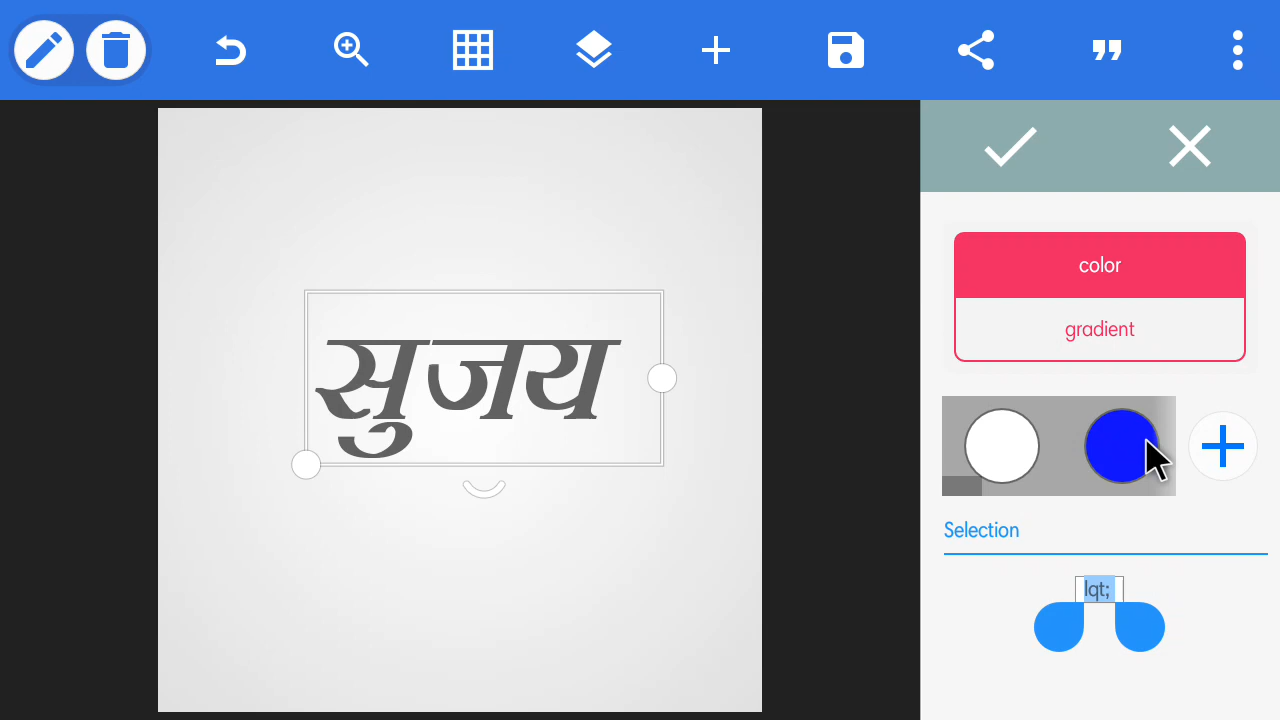 सुजय
color
gradient
Selection
lqt;